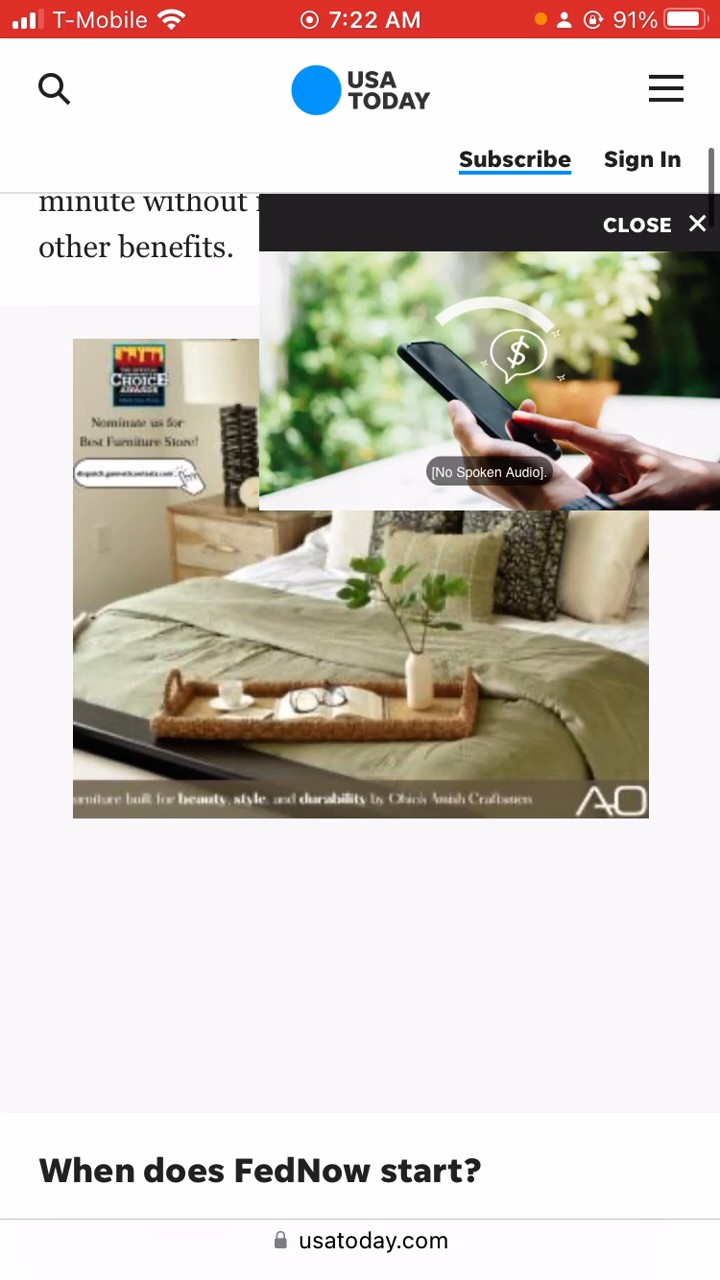 T-Mobile 7:22 AM 91%
USA
TODAY
Subscribe Sign In
minute without
other benefits.
CLOSE
$
[No Spoken Audio].
CHOICE
AWARDS
Nominate us for
Best Furniture Store!
beauty, style, and durability by Ohio's Amish Craftsmen
AO
When does FedNow start?
usatoday.com